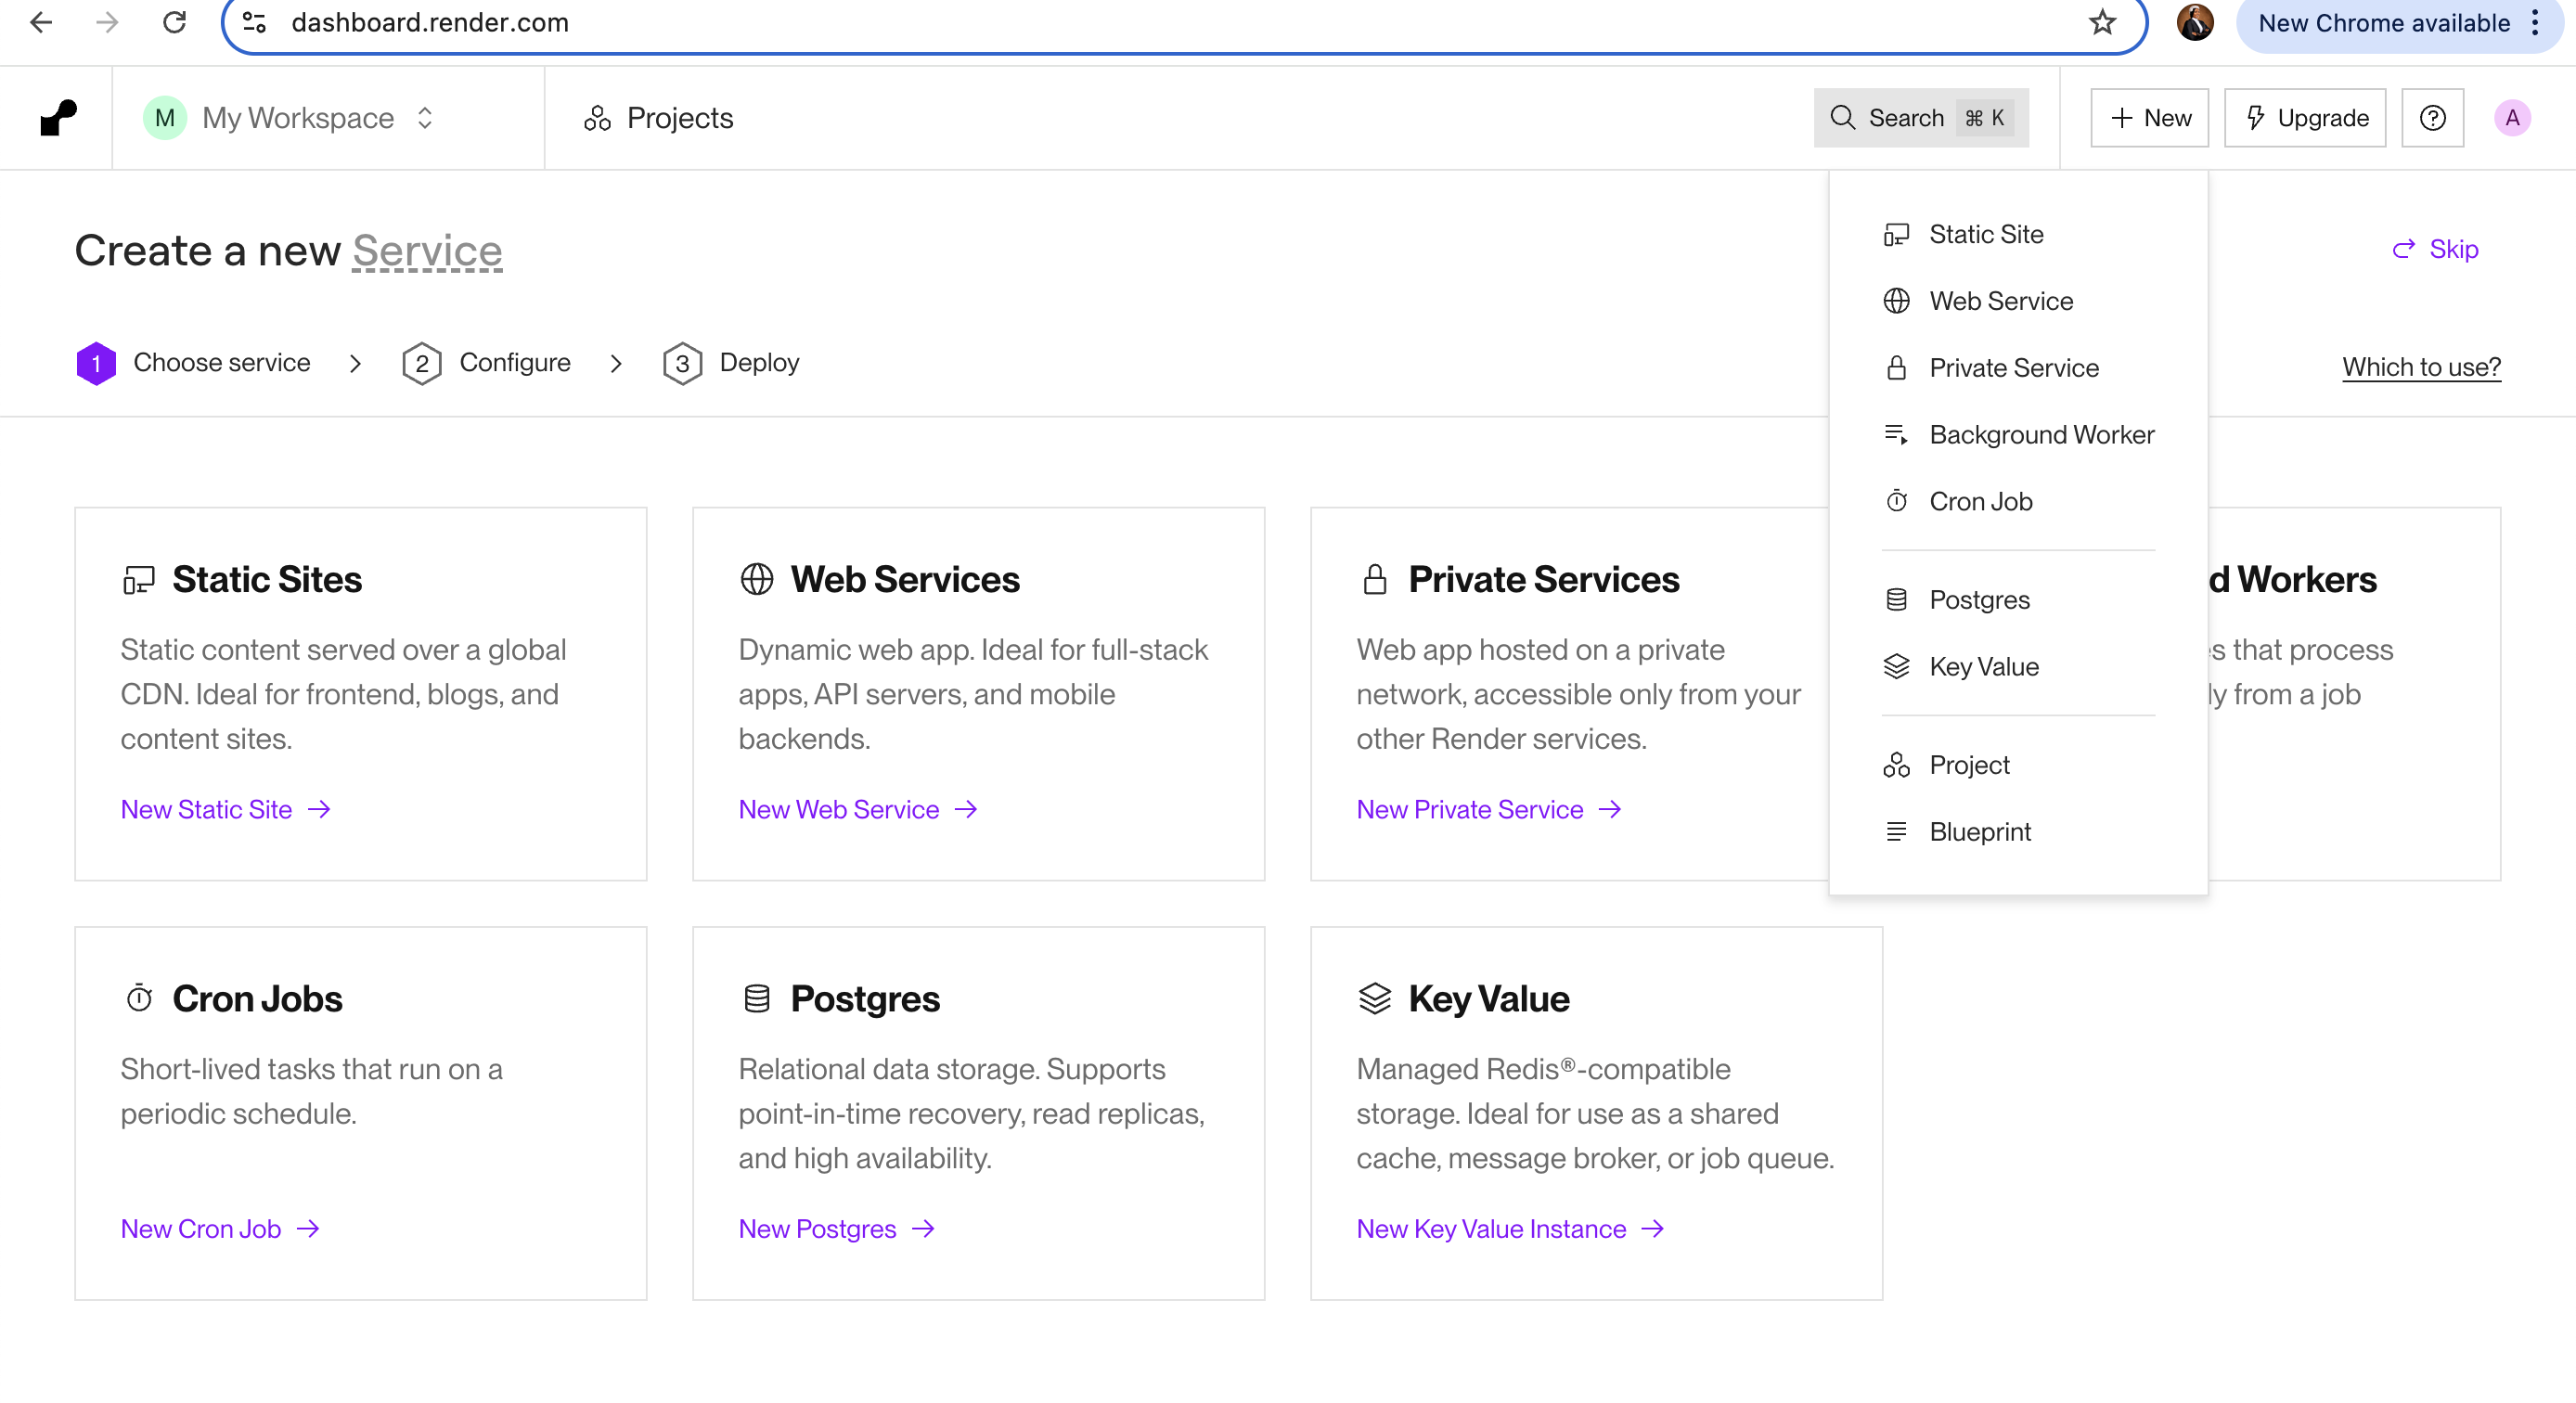 dashboard.render.com
New Chrome available
M My Workspace
Projects
Search ⌘ K
+ New
Upgrade
A
Create a new Service
Skip
1 Choose service
2 Configure
3 Deploy
Which to use?
Static Site
Web Service
Private Service
Background Worker
Cron Job
Postgres
Key Value
Project
Blueprint
Static Sites
Static content served over a global
CDN. Ideal for frontend, blogs, and
content sites.
New Static Site →
Web Services
Dynamic web app. Ideal for full-stack
apps, API servers, and mobile
backends.
New Web Service →
Private Services
Web app hosted on a private
network, accessible only from your
other Render services.
New Private Service →
d Workers
that process
from a job
Cron Jobs
Short-lived tasks that run on a
periodic schedule.
New Cron Job →
Postgres
Relational data storage. Supports
point-in-time recovery, read replicas,
and high availability.
New Postgres →
Key Value
Managed Redis®-compatible
storage. Ideal for use as a shared
cache, message broker, or job queue.
New Key Value Instance →